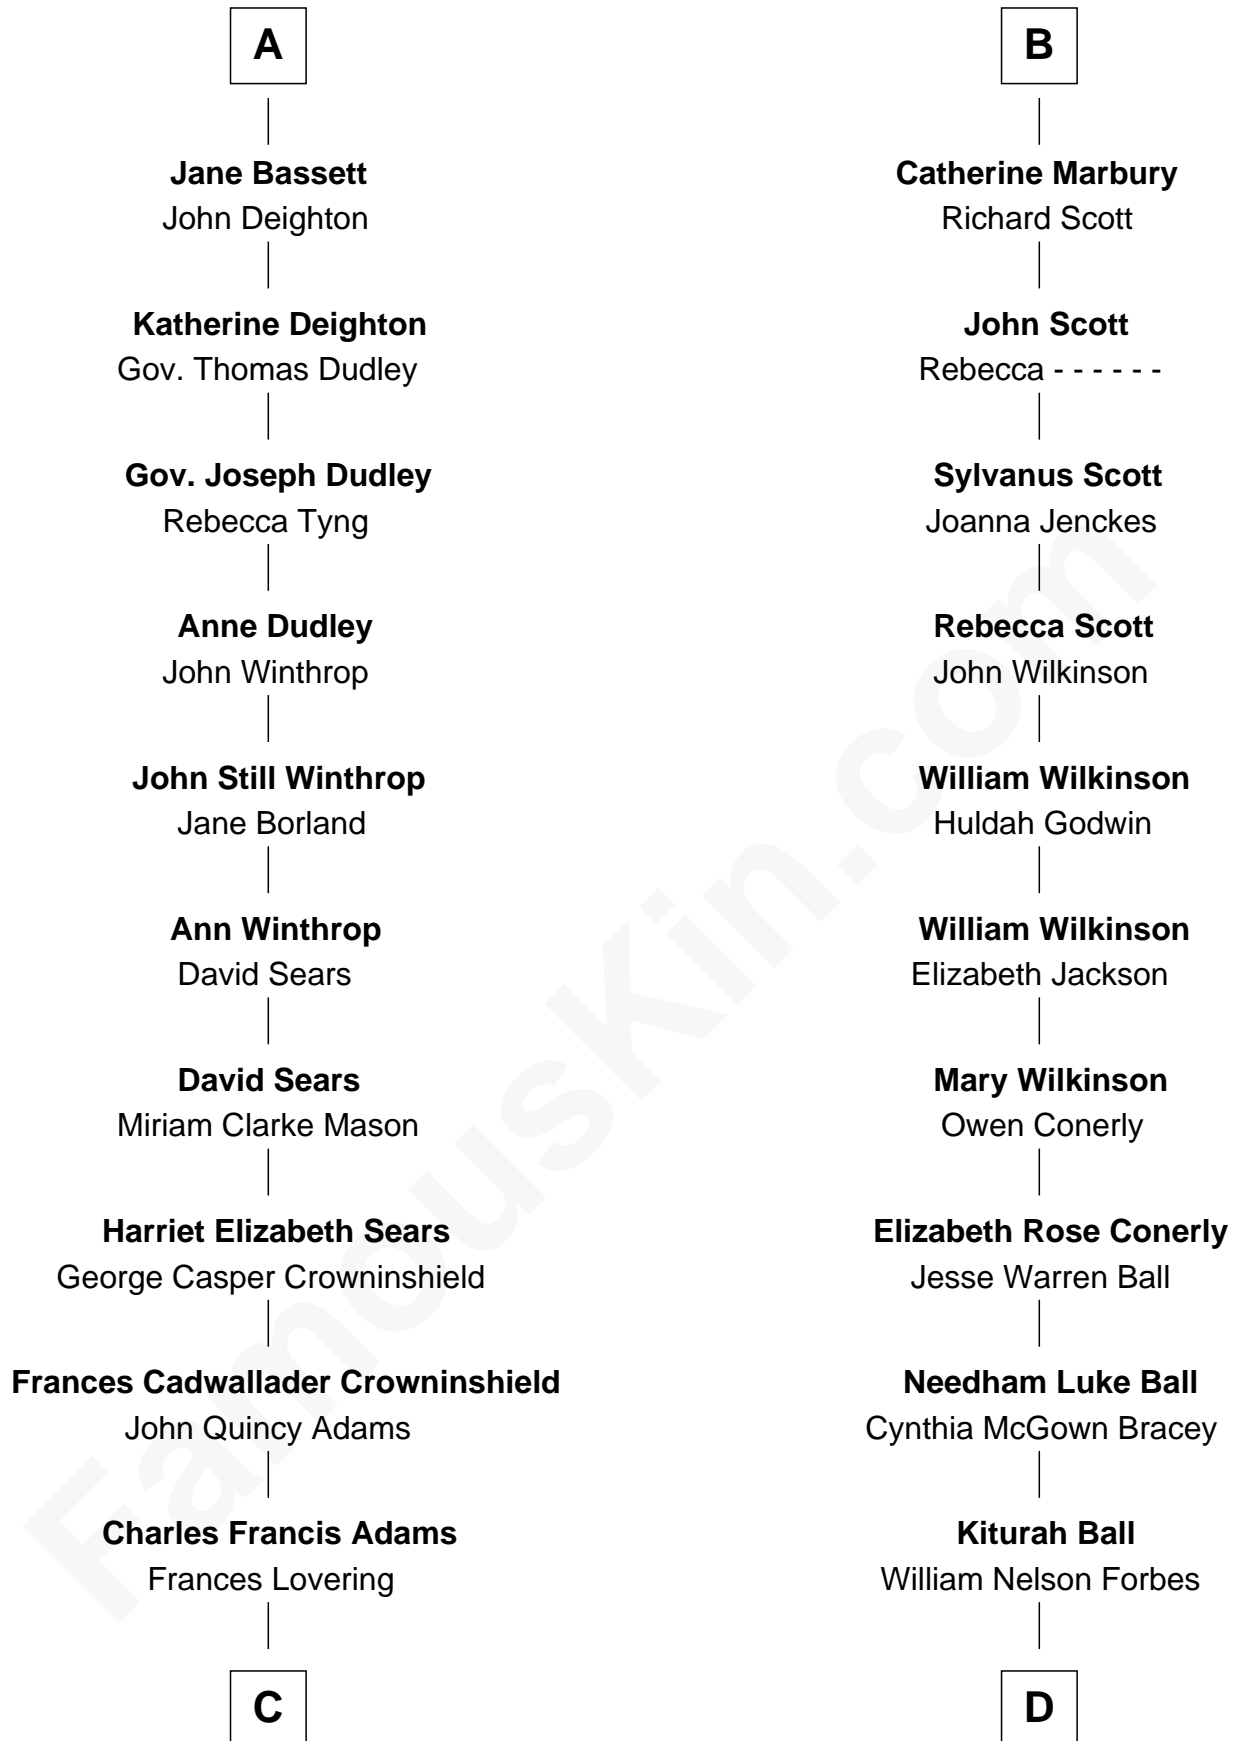 A
Jane Bassett
John Deighton
Katherine Deighton
Gov. Thomas Dudley
Gov. Joseph Dudley
Rebecca Tyng
Anne Dudley
John Winthrop
John Still Winthrop
Jane Borland
Ann Winthrop
David Sears
David Sears
Miriam Clarke Mason
Harriet Elizabeth Sears
George Casper Crowninshield
Frances Cadwallader Crowninshield
John Quincy Adams
Charles Francis Adams
Frances Lovering
C
B
Catherine Marbury
Richard Scott
John Scott
Rebecca - - - - - -
Sylvanus Scott
Joanna Jenckes
Rebecca Scott
John Wilkinson
William Wilkinson
Huldah Godwin
William Wilkinson
Elizabeth Jackson
Mary Wilkinson
Owen Conerly
Elizabeth Rose Conerly
Jesse Warren Ball
Needham Luke Ball
Cynthia McGown Bracey
Kiturah Ball
William Nelson Forbes
D
FamousKin.com